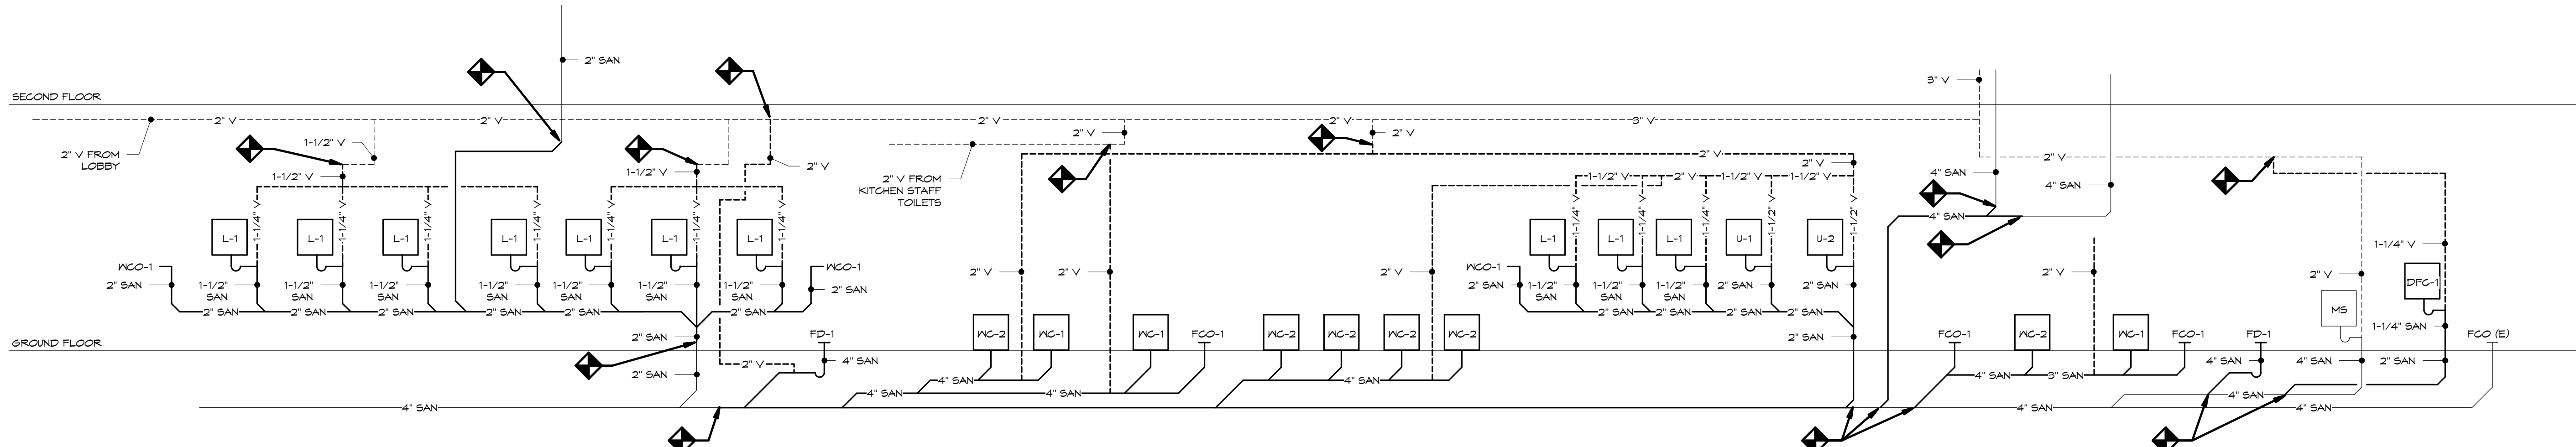 2" SAN
3" V
SECOND FLOOR
2" V
2" V
2" V
2" V
3" V
2" V FROM
LOBBY
1-1/2" V
2" V
2" V
1-1/2" V
1-1/2" V
2" V
2" V FROM
KITCHEN STAFF
TOILETS
2" V
2" V
2" V
4" SAN
4" SAN
1-1/2" V
2" V
1-1/2" V
1-1/2" V
1-1/4" V
1-1/4" V
1-1/4" V
1-1/4" V
1-1/4" V
1-1/4" V
1-1/4" V
1-1/4" V
1-1/4" V
1-1/4" V
1-1/2" V
1-1/2" V
4" SAN
L-1
L-1
L-1
L-1
L-1
L-1
L-1
L-1
L-1
L-1
U-1
U-2
1-1/4" V
WCO-1
WCO-1
2" V
2" V
2" V
WCO-1
2" V
2" V
DFC-1
2" SAN
1-1/2"
SAN
1-1/2"
SAN
1-1/2"
SAN
1-1/2"
SAN
1-1/2"
SAN
1-1/2"
SAN
1-1/2"
SAN
2" SAN
2" SAN
1-1/2"
SAN
1-1/2"
SAN
1-1/2"
SAN
2" SAN
2" SAN
MS
2" SAN
2" SAN
2" SAN
2" SAN
2" SAN
2" SAN
2" SAN
2" SAN
2" SAN
2" SAN
2" SAN
1-1/4" SAN
2" SAN
FD-1
WC-2
WC-1
WC-1
FCO-1
WC-2
WC-2
WC-2
WC-2
2" SAN
FCO-1
WC-2
WC-1
FCO-1
FD-1
FCO (E)
GROUND FLOOR
2" V
4" SAN
4" SAN
4" SAN
2" SAN
2" SAN
4" SAN
4" SAN
4" SAN
3" SAN
4" SAN
4" SAN
4" SAN
4" SAN
4" SAN
4" SAN